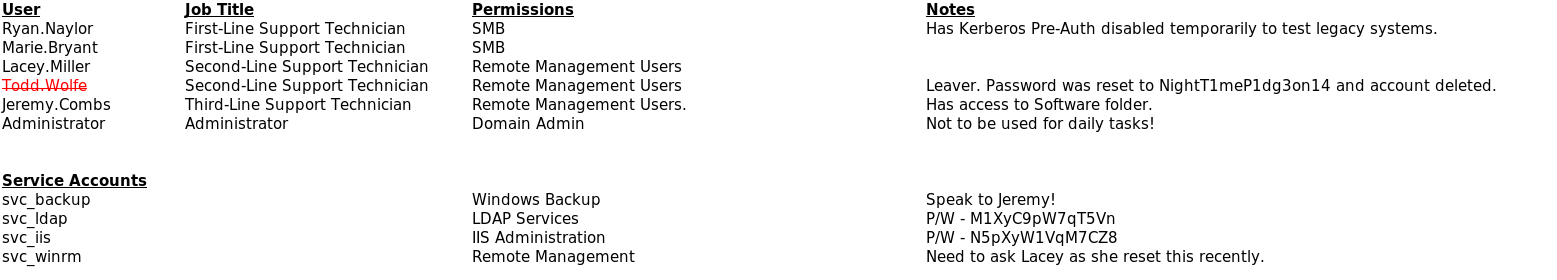 User Job Title Permissions Notes
Ryan.Naylor First-Line Support Technician SMB Has Kerberos Pre-Auth disabled temporarily to test legacy systems.
Marie.Bryant First-Line Support Technician SMB
Lacey.Miller Second-Line Support Technician Remote Management Users
Todd.Wolfe Second-Line Support Technician Remote Management Users Leaver. Password was reset to NightT1meP1dg3on14 and account deleted.
Jeremy.Combs Third-Line Support Technician Remote Management Users. Has access to Software folder.
Administrator Administrator Domain Admin Not to be used for daily tasks!
Service Accounts
svc_backup Windows Backup Speak to Jeremy!
svc_ldap LDAP Services P/W - M1XyC9pW7qT5Vn
svc_iis IIS Administration P/W - N5pXyW1VqM7CZ8
svc_winrm Remote Management Need to ask Lacey as she reset this recently.